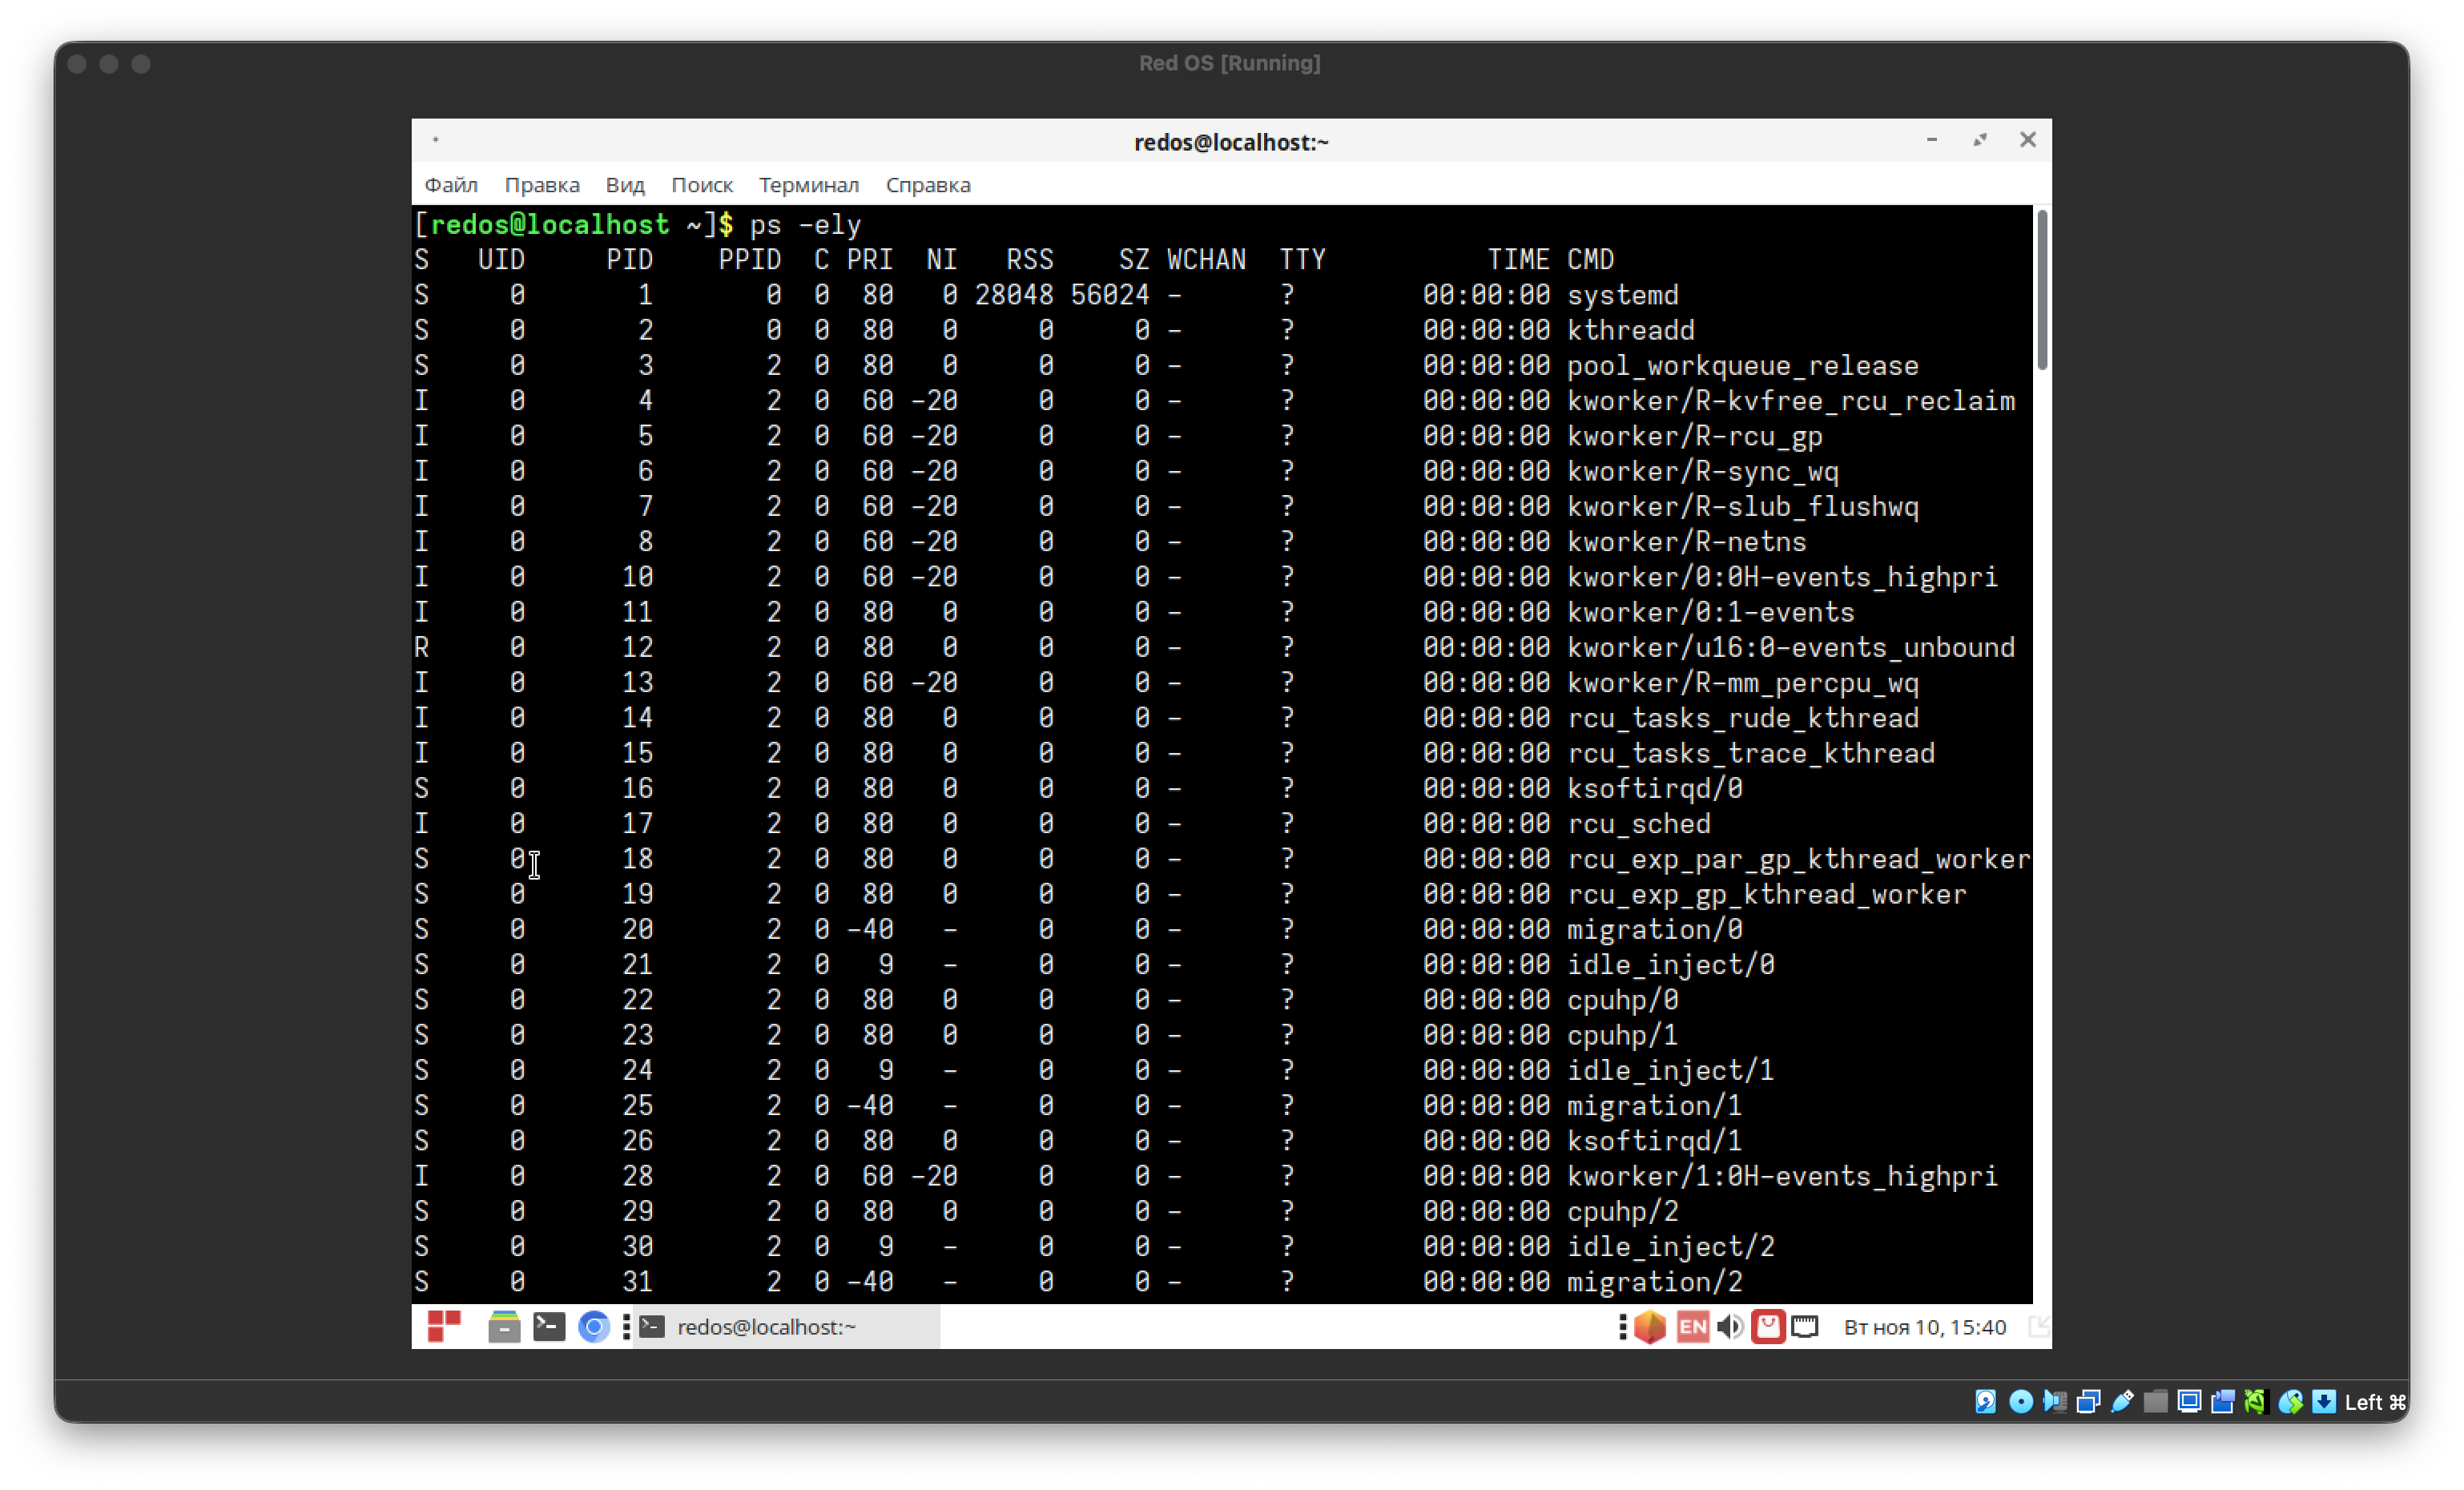 Red OS [Running]
redos@localhost:~
Файл Правка Вид Поиск Терминал Справка
[redos@localhost ~]$ ps -ely
S UID PID PPID C PRI NI RSS SZ WCHAN TTY TIME CMD
S 0 1 0 0 80 0 28048 56024 - ? 00:00:00 systemd
S 0 2 0 0 80 0 0 0 - ? 00:00:00 kthreadd
S 0 3 2 0 80 0 0 0 - ? 00:00:00 pool_workqueue_release
I 0 4 2 0 60 -20 0 0 - ? 00:00:00 kworker/R-kvfree_rcu_reclaim
I 0 5 2 0 60 -20 0 0 - ? 00:00:00 kworker/R-rcu_gp
I 0 6 2 0 60 -20 0 0 - ? 00:00:00 kworker/R-sync_wq
I 0 7 2 0 60 -20 0 0 - ? 00:00:00 kworker/R-slub_flushwq
I 0 8 2 0 60 -20 0 0 - ? 00:00:00 kworker/R-netns
I 0 10 2 0 60 -20 0 0 - ? 00:00:00 kworker/0:0H-events_highpri
I 0 11 2 0 80 0 0 0 - ? 00:00:00 kworker/0:1-events
R 0 12 2 0 80 0 0 0 - ? 00:00:00 kworker/u16:0-events_unbound
I 0 13 2 0 60 -20 0 0 - ? 00:00:00 kworker/R-mm_percpu_wq
I 0 14 2 0 80 0 0 0 - ? 00:00:00 rcu_tasks_rude_kthread
I 0 15 2 0 80 0 0 0 - ? 00:00:00 rcu_tasks_trace_kthread
S 0 16 2 0 80 0 0 0 - ? 00:00:00 ksoftirqd/0
I 0 17 2 0 80 0 0 0 - ? 00:00:00 rcu_sched
S 0 18 2 0 80 0 0 0 - ? 00:00:00 rcu_exp_par_gp_kthread_worker
S 0 19 2 0 80 0 0 0 - ? 00:00:00 rcu_exp_gp_kthread_worker
S 0 20 2 0 -40 - 0 0 - ? 00:00:00 migration/0
S 0 21 2 0 9 - 0 0 - ? 00:00:00 idle_inject/0
S 0 22 2 0 80 0 0 0 - ? 00:00:00 cpuhp/0
S 0 23 2 0 80 0 0 0 - ? 00:00:00 cpuhp/1
S 0 24 2 0 9 - 0 0 - ? 00:00:00 idle_inject/1
S 0 25 2 0 -40 - 0 0 - ? 00:00:00 migration/1
S 0 26 2 0 80 0 0 0 - ? 00:00:00 ksoftirqd/1
I 0 28 2 0 60 -20 0 0 - ? 00:00:00 kworker/1:0H-events_highpri
S 0 29 2 0 80 0 0 0 - ? 00:00:00 cpuhp/2
S 0 30 2 0 9 - 0 0 - ? 00:00:00 idle_inject/2
S 0 31 2 0 -40 - 0 0 - ? 00:00:00 migration/2
redos@localhost:~ EN Вт ноя 10, 15:40
Left ⌘